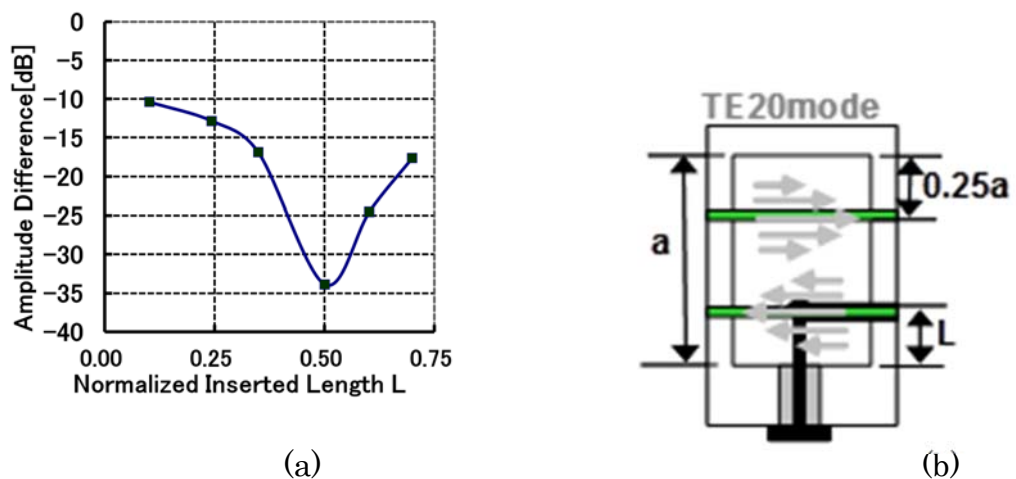 Amplitude Difference[dB]
0
-5
-10
-15
-20
-25
-30
-35
-40
0.00 0.25 0.50 0.75
Normalized Inserted Length L
(a)
TE20mode
0.25a
a
L
(b)